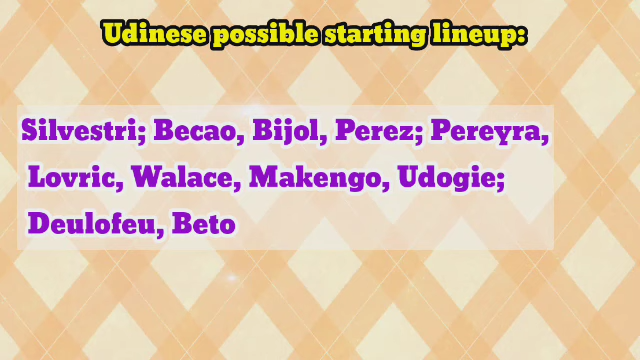 Udinese possible starting lineup:
Silvestri; Becao, Bijol, Perez; Pereyra,
Lovric, Walace, Makengo, Udogie;
Deulofeu, Beto